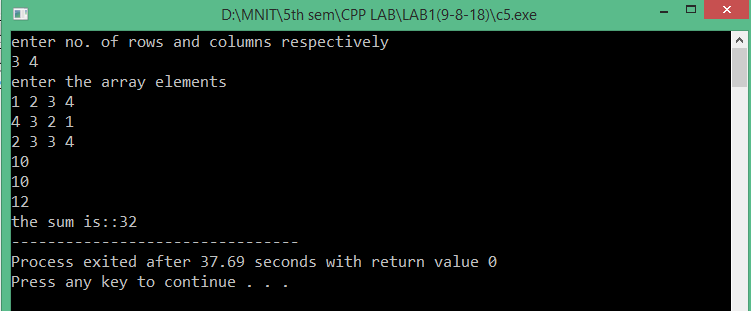 D:\MNIT\5th sem\CPP LAB\LAB1(9-8-18)\c5.exe
enter no. of rows and columns respectively
3 4
enter the array elements
1 2 3 4
4 3 2 1
2 3 3 4
10
10
12
the sum is::32
--------------------------------
Process exited after 37.69 seconds with return value 0
Press any key to continue . . .